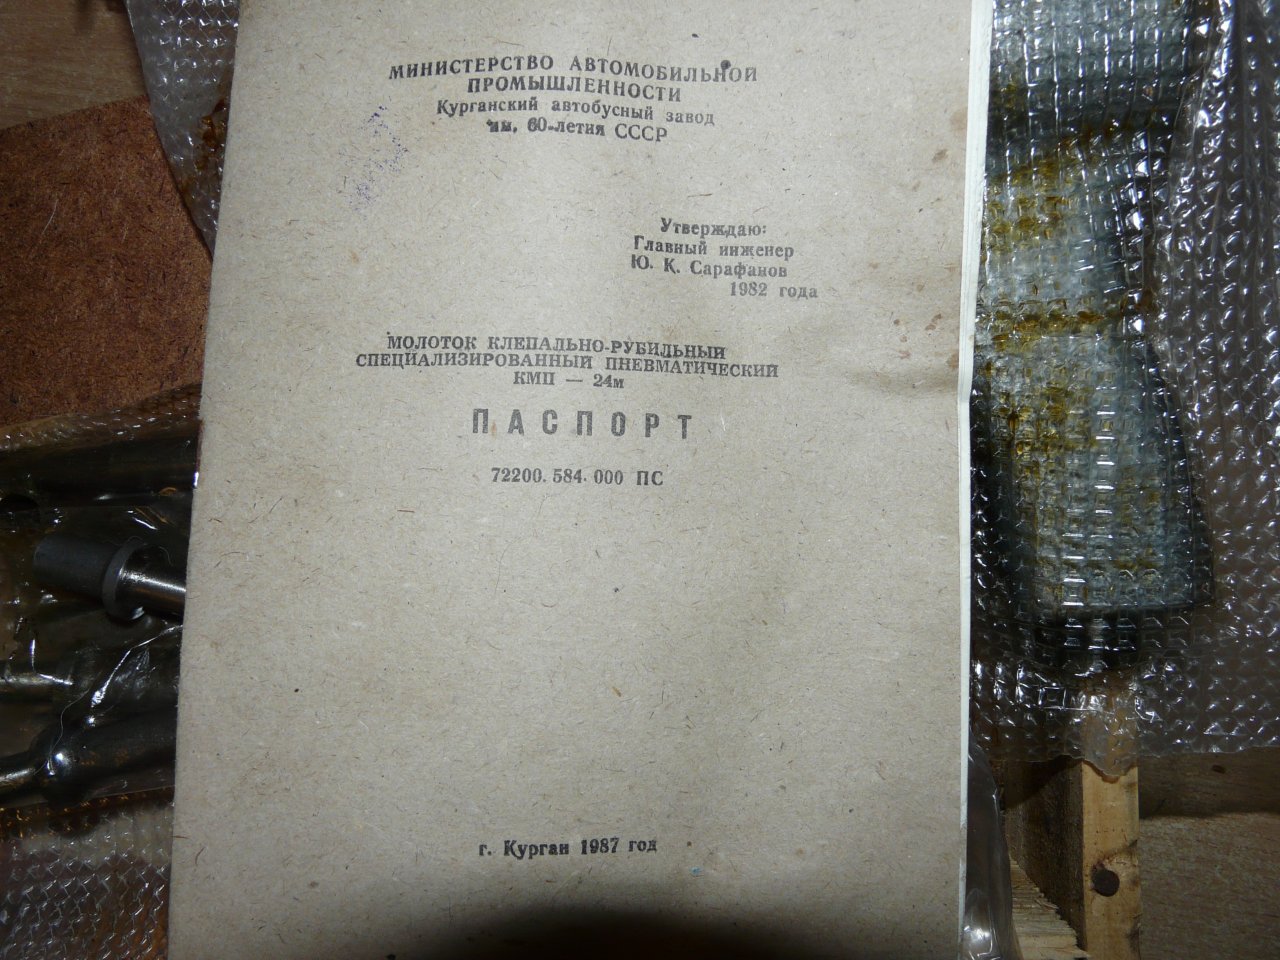 МИНИСТЕРСТВО АВТОМОБИЛЬНОЙ
ПРОМЫШЛЕННОСТИ
Курганский автобусный завод
им. 60-летия СССР
Утверждаю:
Главный инженер
Ю. К. Сарафанов
1982 года
МОЛОТОК КЛЕПАЛЬНО-РУБИЛЬНЫЙ
СПЕЦИАЛИЗИРОВАННЫЙ ПНЕВМАТИЧЕСКИЙ
КМП — 24м
ПАСПОРТ
72200. 584. 000 ПС
г. Курган 1987 год